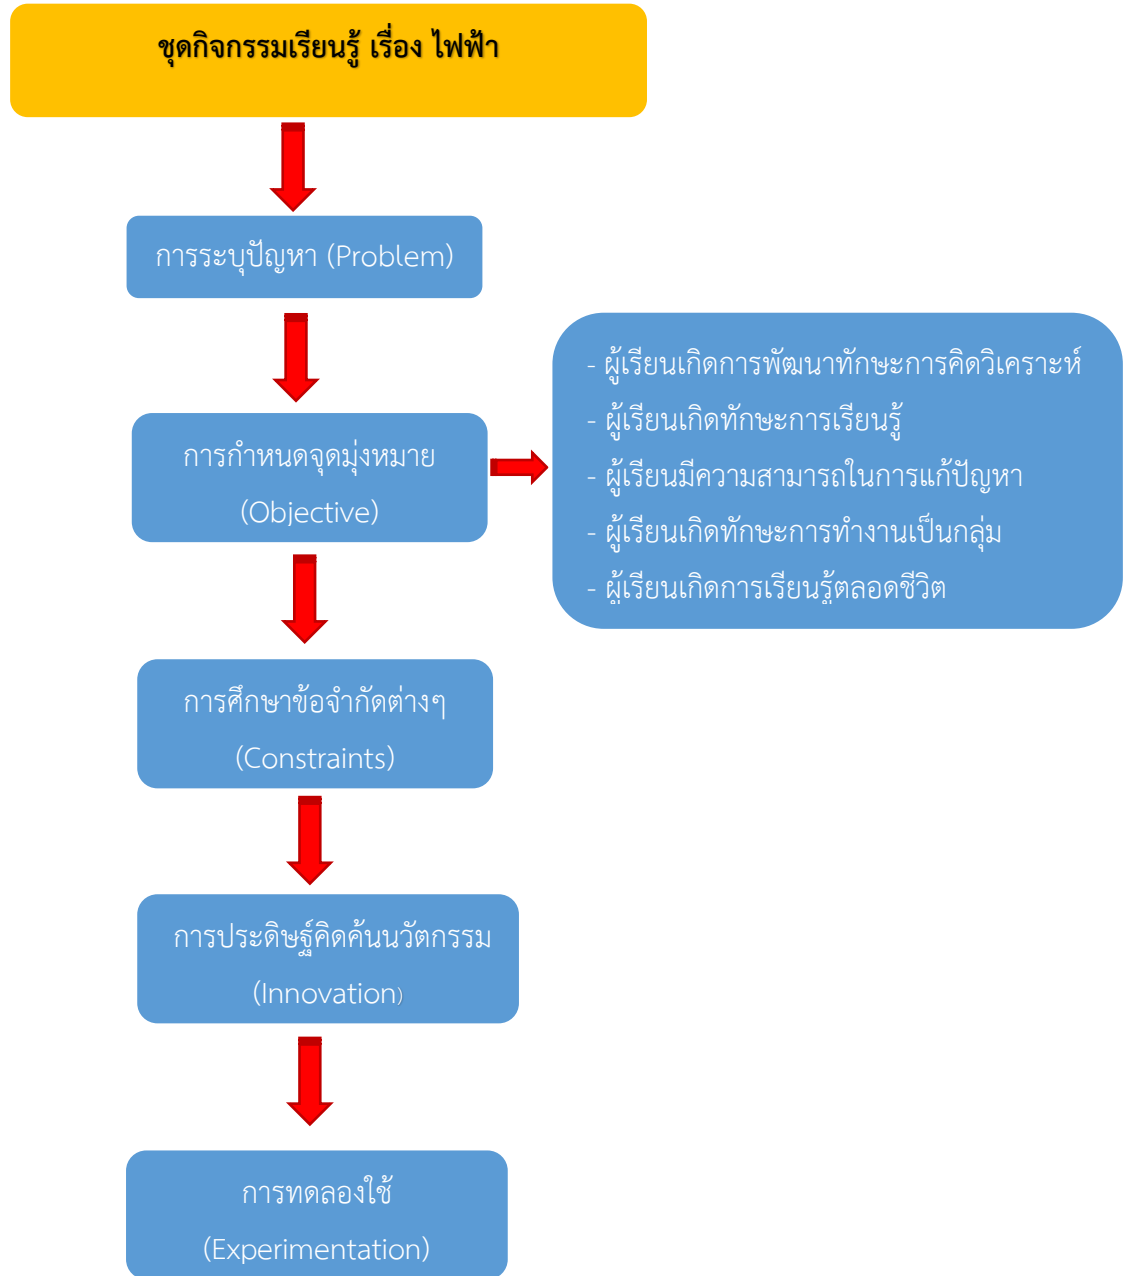 ชุดกิจกรรมเรียนรู้ เรื่อง ไฟฟ้า
การระบุปัญหา (Problem)
การกำหนดจุดมุ่งหมาย
(Objective)
- ผู้เรียนเกิดการพัฒนาทักษะการคิดวิเคราะห์
- ผู้เรียนเกิดทักษะการเรียนรู้
- ผู้เรียนมีความสามารถในการแก้ปัญหา
- ผู้เรียนเกิดทักษะการทำงานเป็นกลุ่ม
- ผู้เรียนเกิดการเรียนรู้ตลอดชีวิต
การศึกษาข้อจำกัดต่างๆ
(Constraints)
การประดิษฐ์คิดค้นนวัตกรรม
(Innovation)
การทดลองใช้
(Experimentation)